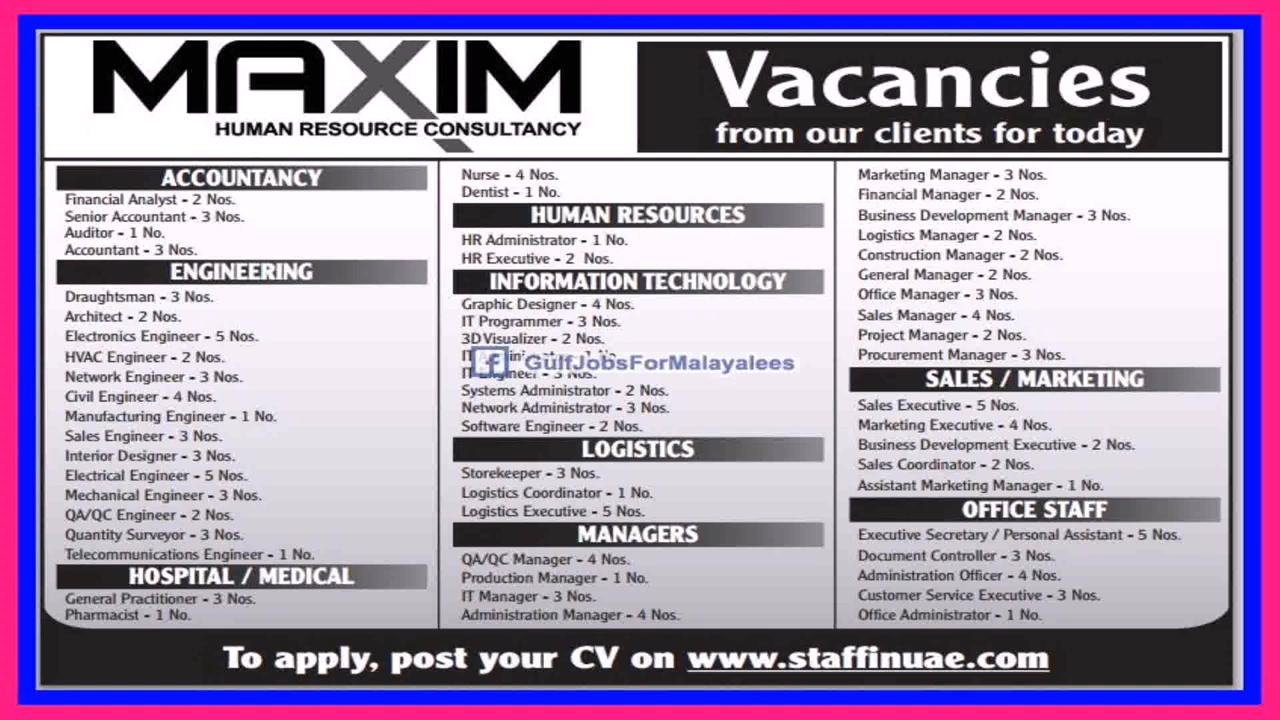 MAXIM
HUMAN RESOURCE CONSULTANCY
Vacancies
from our clients for today
ACCOUNTANCY
Financial Analyst - 2 Nos.
Senior Accountant - 3 Nos.
Auditor - 1 No.
Accountant - 3 Nos.
ENGINEERING
Draughtsman - 3 Nos.
Architect - 2 Nos.
Electronics Engineer - 5 Nos.
HVAC Engineer - 2 Nos.
Network Engineer - 3 Nos.
Civil Engineer - 4 Nos.
Manufacturing Engineer - 1 No.
Sales Engineer - 3 Nos.
Interior Designer - 3 Nos.
Electrical Engineer - 5 Nos.
Mechanical Engineer - 3 Nos.
QA/QC Engineer - 2 Nos.
Quantity Surveyor - 3 Nos.
Telecommunications Engineer - 1 No.
HOSPITAL / MEDICAL
General Practitioner - 3 Nos.
Pharmacist - 1 No.
Nurse - 4 Nos.
Dentist - 1 No.
HUMAN RESOURCES
HR Administrator - 1 No.
HR Executive - 2 Nos.
INFORMATION TECHNOLOGY
Graphic Designer - 4 Nos.
IT Programmer - 3 Nos.
3D Visualizer - 2 Nos.
IT
f GulfJobsForMalayalees
IT Engineer - 3 Nos.
Systems Administrator - 2 Nos.
Network Administrator - 3 Nos.
Software Engineer - 2 Nos.
LOGISTICS
Storekeeper - 3 Nos.
Logistics Coordinator - 1 No.
Logistics Executive - 5 Nos.
MANAGERS
QA/QC Manager - 4 Nos.
Production Manager - 1 No.
IT Manager - 3 Nos.
Administration Manager - 4 Nos.
Marketing Manager - 3 Nos.
Financial Manager - 2 Nos.
Business Development Manager - 3 Nos.
Logistics Manager - 2 Nos.
Construction Manager - 2 Nos.
General Manager - 2 Nos.
Office Manager - 3 Nos.
Sales Manager - 4 Nos.
Project Manager - 2 Nos.
Procurement Manager - 3 Nos.
SALES / MARKETING
Sales Executive - 5 Nos.
Marketing Executive - 4 Nos.
Business Development Executive - 2 Nos.
Sales Coordinator - 2 Nos.
Assistant Marketing Manager - 1 No.
OFFICE STAFF
Executive Secretary / Personal Assistant - 5 Nos.
Document Controller - 3 Nos.
Administration Officer - 4 Nos.
Customer Service Executive - 3 Nos.
Office Administrator - 1 No.
To apply, post your CV on www.staffinuae.com